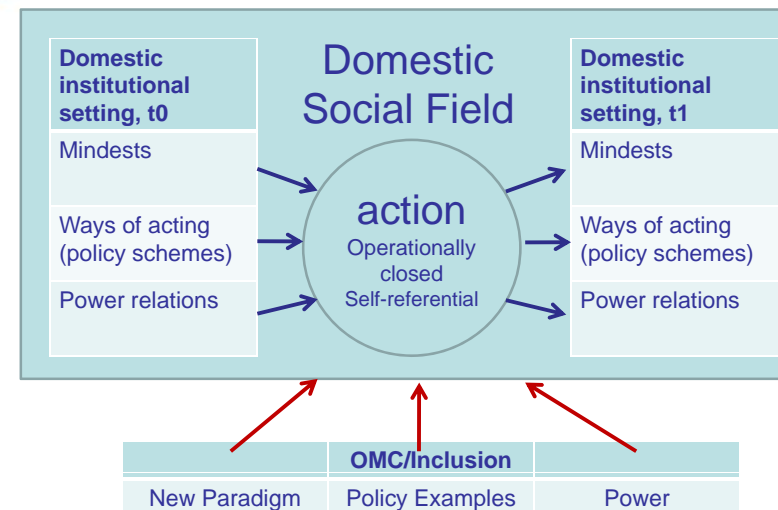 Domestic
institutional
setting, t0
Mindests
Ways of acting
(policy schemes)
Power relations
Domestic
Social Field
action
Operationally
closed
Self-referential
Domestic
institutional
setting, t1
Mindests
Ways of acting
(policy schemes)
Power relations
OMC/Inclusion
New Paradigm
Policy Examples
Power